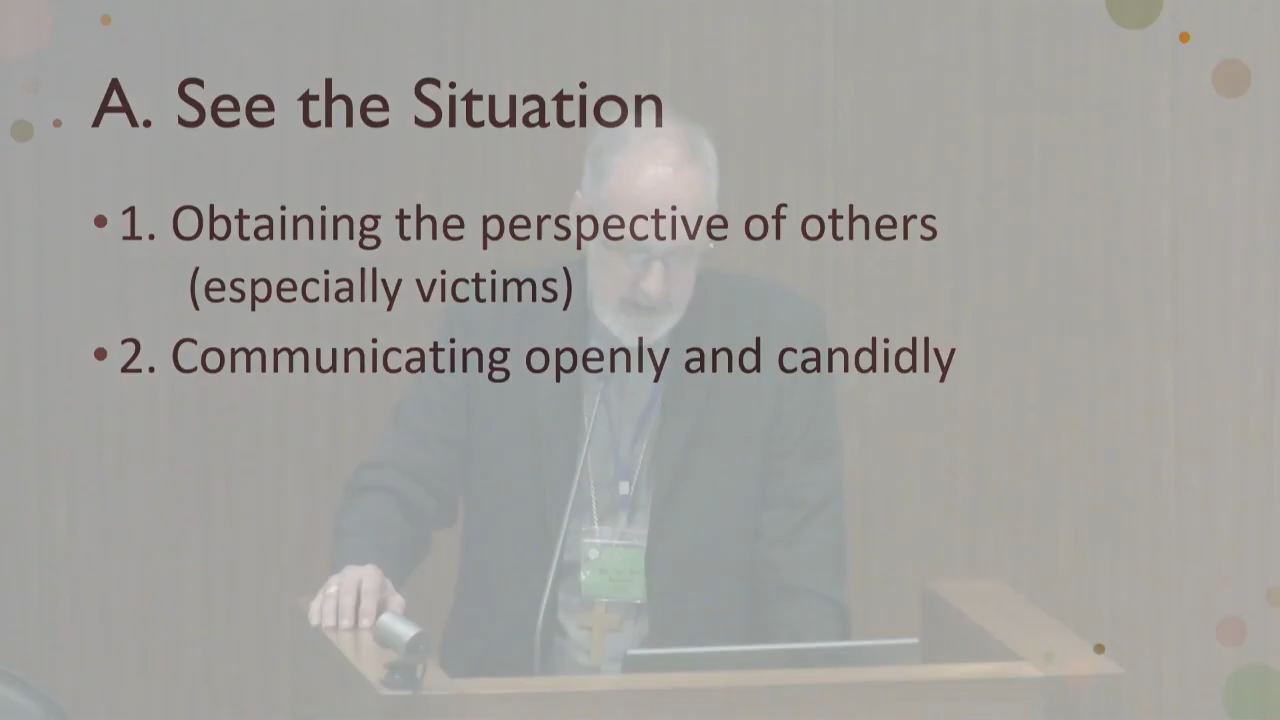 A. See the Situation
• 1. Obtaining the perspective of others
(especially victims)
• 2. Communicating openly and candidly